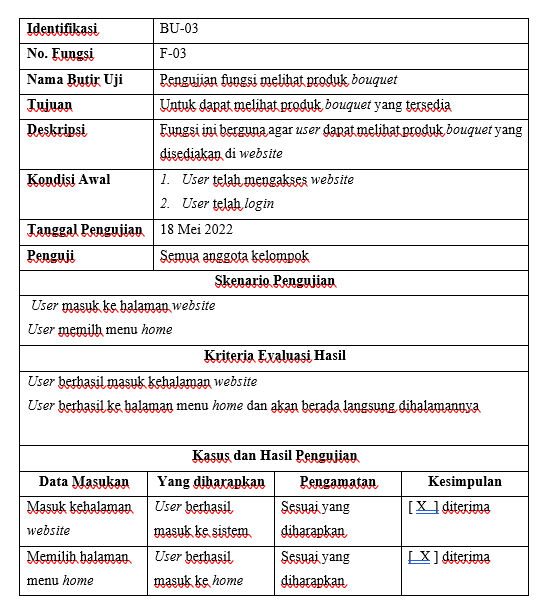 Identifikasi BU-03
No. Fungsi F-03
Nama Butir Uji Pengujian fungsi melihat produk bouquet
Tujuan Untuk dapat melihat produk bouquet yang tersedia
Deskripsi Fungsi ini berguna agar user dapat melihat produk bouquet yang
disediakan di website
Kondisi Awal 1. User telah mengakses website
2. User telah login
Tanggal Pengujian 18 Mei 2022
Penguji Semua anggota kelompok
Skenario Pengujian
User masuk ke halaman website
User memilh menu home
Kriteria Evaluasi Hasil
User berhasil masuk kehalaman website
User berhasil ke halaman menu home dan akan berada langsung dihalamannya
Kasus dan Hasil Pengujian
Data Masukan Yang diharapkan Pengamatan Kesimpulan
Masuk kehalaman User berhasil Sesuai yang [ X ] diterima
website masuk ke sistem diharapkan
Memilih halaman User berhasil Sesuai yang [ X ] diterima
menu home masuk ke home diharapkan